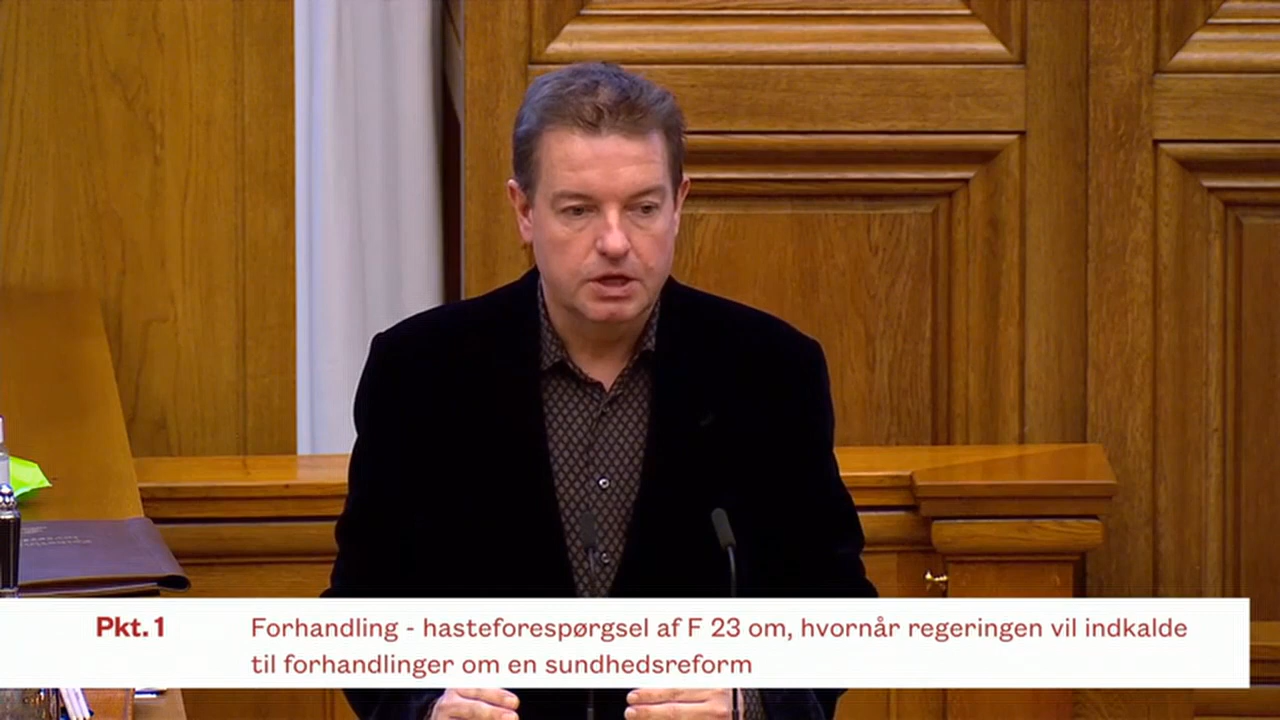 Pkt. 1
Forhandling - hasteforespørgsel af F 23 om, hvornår regeringen vil indkalde
til forhandlinger om en sundhedsreform